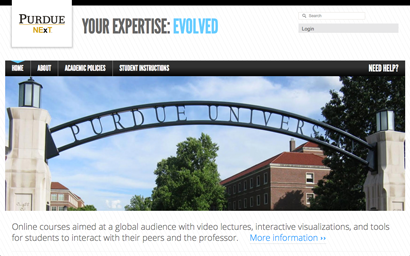 PURDUE
NEXT
YOUR EXPERTISE: EVOLVED
Search
Login
HOME ABOUT ACADEMIC POLICIES STUDENT INSTRUCTIONS NEED HELP?
PURDUE UNIVERSI
Online courses aimed at a global audience with video lectures, interactive visualizations, and tools
for students to interact with their peers and the professor. More information ››